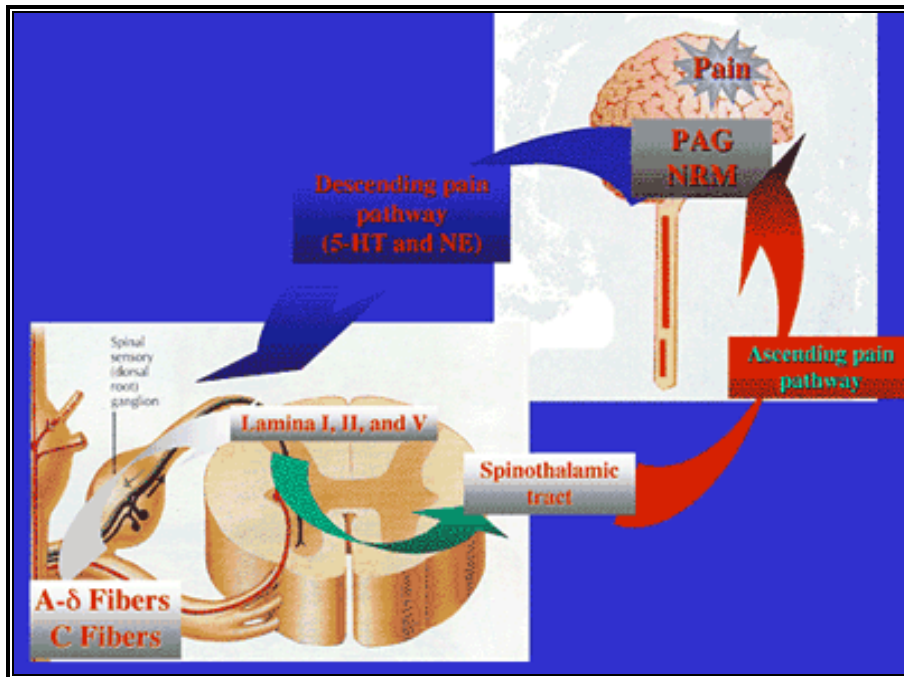 Pain
PAG
NRM
Descending pain
pathway
(5-HT and NE)
Ascending pain
pathway
Spinal
sensory
(dorsal
root)
ganglion
Lamina I, II, and V
Spinothalamic
tract
A-δ Fibers
C Fibers